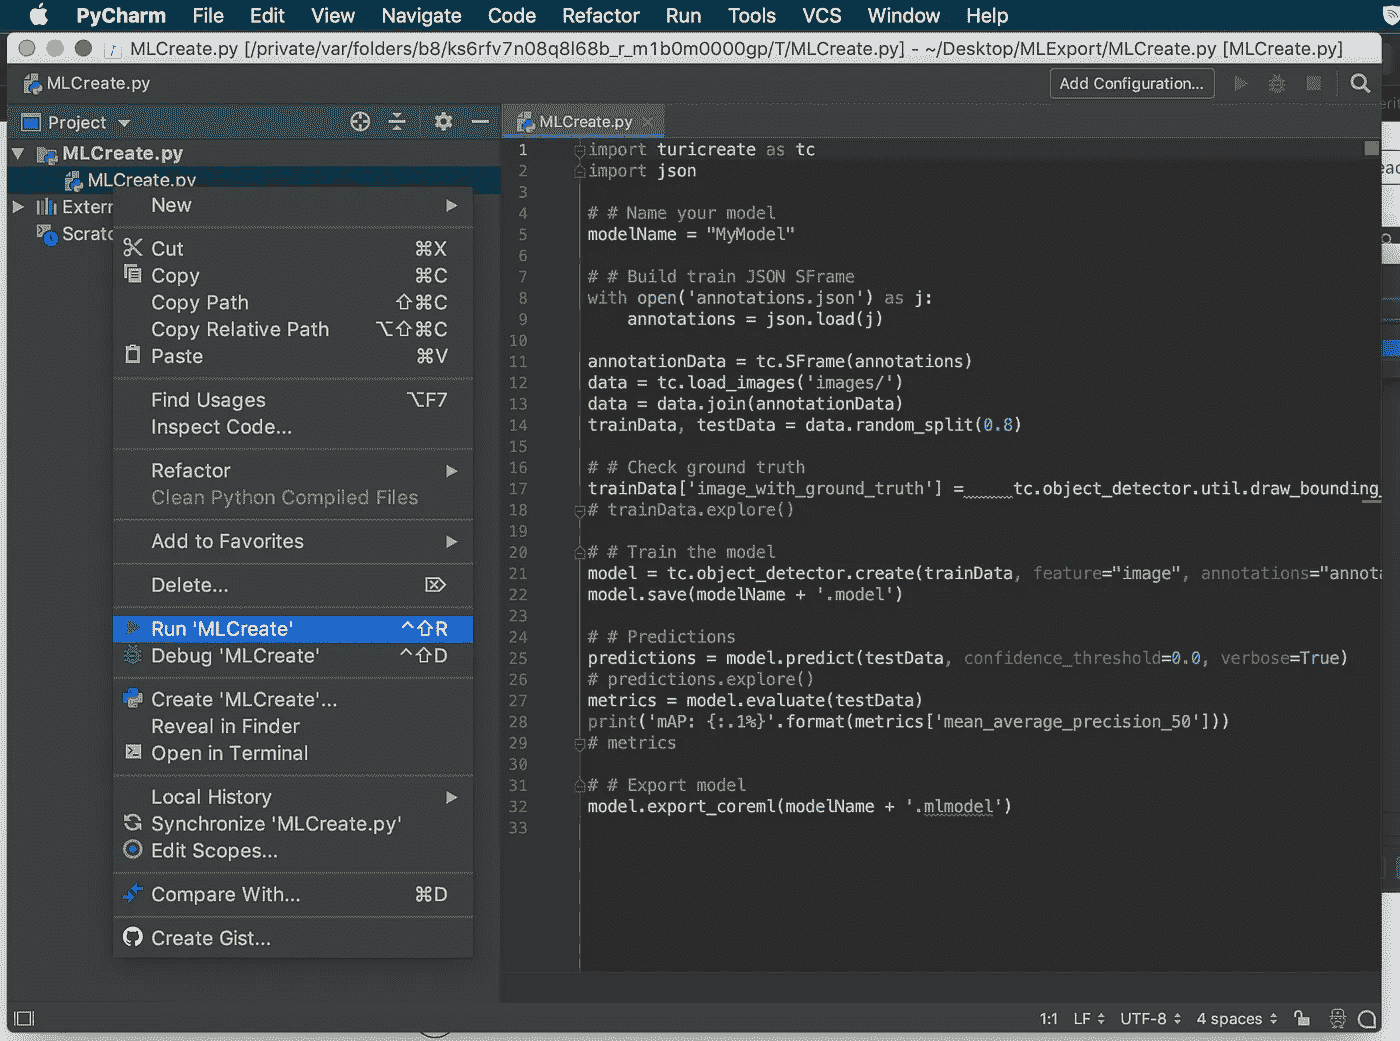 PyCharm File Edit View Navigate Code Refactor Run Tools VCS Window Help
MLCreate.py [/private/var/folders/b8/ks6rfv7n08q8l68b_r_m1b0m0000gp/T/MLCreate.py] - ~/Desktop/MLExport/MLCreate.py [MLCreate.py]
MLCreate.py
Add Configuration...
Project
MLCreate.py
MLCreate.py
MLCreate.py
Extern
Scratc
New
Cut ⌘X
Copy ⌘C
Copy Path ⇧⌘C
Copy Relative Path ⌥⇧⌘C
Paste ⌘V
Find Usages ⌥F7
Inspect Code...
Refactor
Clean Python Compiled Files
Add to Favorites
Delete... ⌦
Run 'MLCreate' ^⇧R
Debug 'MLCreate' ^⇧D
Create 'MLCreate'...
Reveal in Finder
Open in Terminal
Local History
Synchronize 'MLCreate.py'
Edit Scopes...
Compare With... ⌘D
Create Gist...
1 import turicreate as tc
2 import json
3
4 # # Name your model
5 modelName = "MyModel"
6
7 # # Build train JSON SFrame
8 with open('annotations.json') as j:
9     annotations = json.load(j)
10
11 annotationData = tc.SFrame(annotations)
12 data = tc.load_images('images/')
13 data = data.join(annotationData)
14 trainData, testData = data.random_split(0.8)
15
16 # # Check ground truth
17 trainData['image_with_ground_truth'] =     tc.object_detector.util.draw_bounding_
18 # trainData.explore()
19
20 # # Train the model
21 model = tc.object_detector.create(trainData, feature="image", annotations="annota
22 model.save(modelName + '.model')
23
24 # # Predictions
25 predictions = model.predict(testData, confidence_threshold=0.0, verbose=True)
26 # predictions.explore()
27 metrics = model.evaluate(testData)
28 print('mAP: {:.1%}'.format(metrics['mean_average_precision_50']))
29 # metrics
30
31 # # Export model
32 model.export_coreml(modelName + '.mlmodel')
33
1:1 LF UTF-8 4 spaces